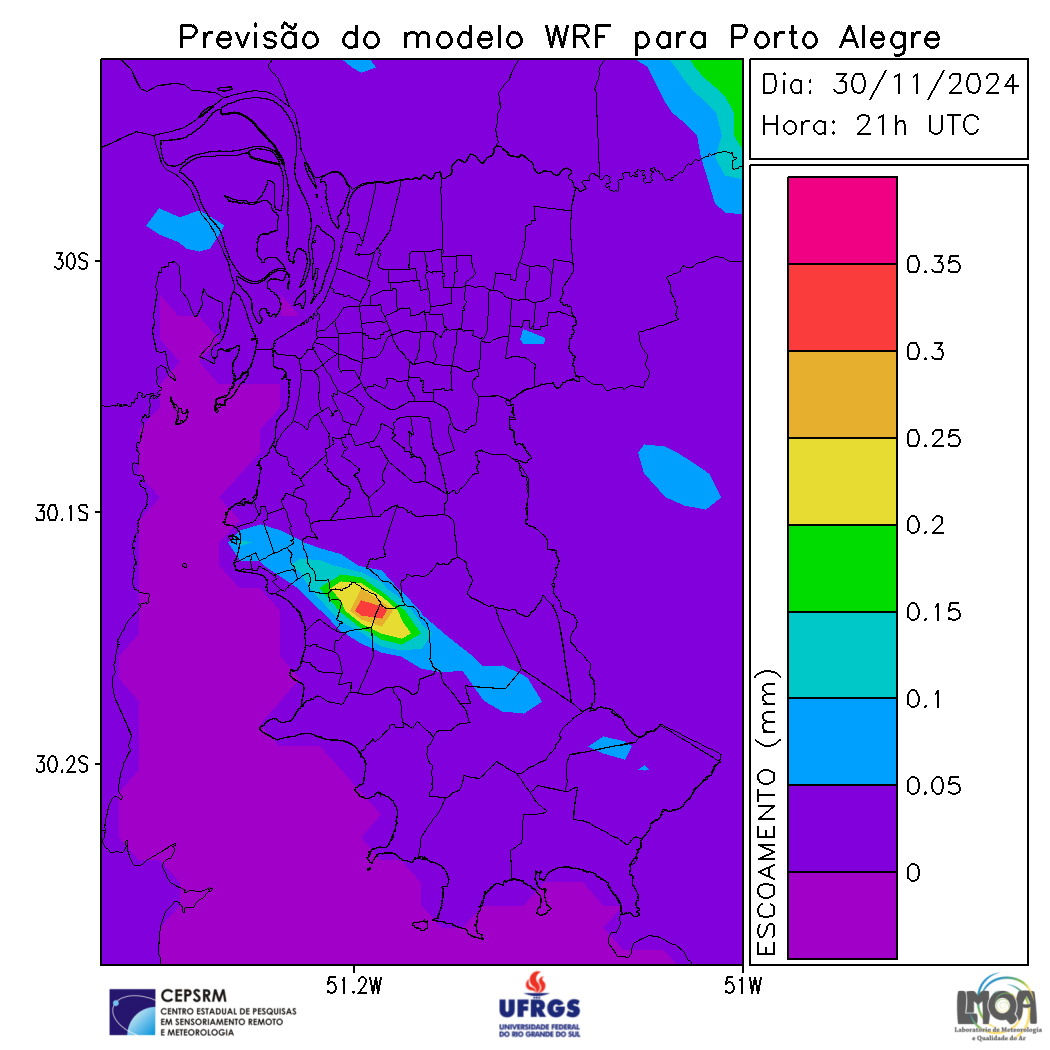 Previsão do modelo WRF para Porto Alegre
Dia: 30/11/2024
Hora: 21h UTC
0.35
0.3
0.25
0.2
0.15
0.1
0.05
0
ESCOAMENTO (mm)
30S
30.1S
30.2S
51.2W
51W
CEPSRM
CENTRO ESTADUAL DE PESQUISAS
EM SENSORIAMENTO REMOTO
E METEOROLOGIA
UFRGS
UNIVERSIDADE FEDERAL
DO RIO GRANDE DO SUL
LMQA
Laboratório de Meteorologia
e Qualidade do Ar